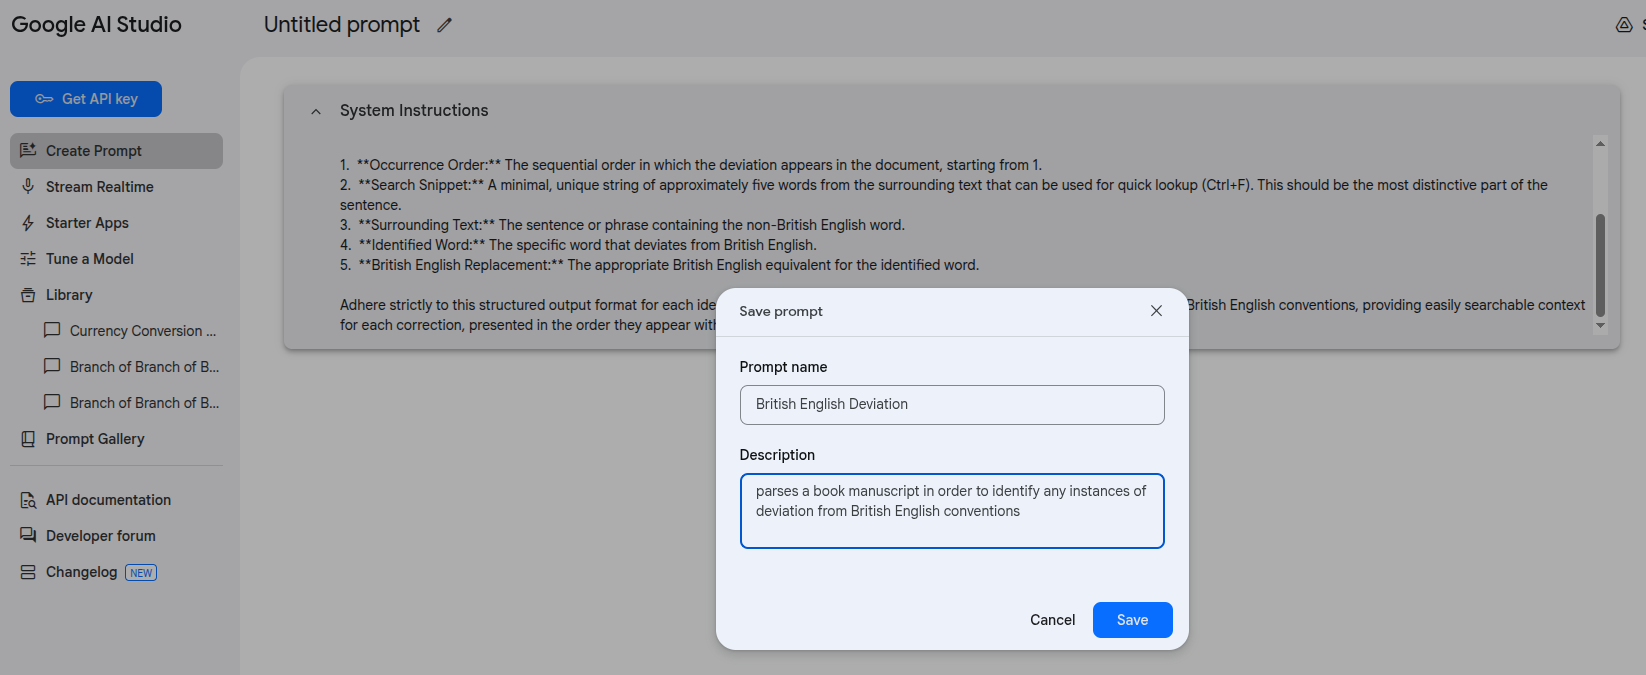 Google AI Studio
Untitled prompt
Get API key
Create Prompt
Stream Realtime
Starter Apps
Tune a Model
Library
Currency Conversion ...
Branch of Branch of B...
Branch of Branch of B...
Prompt Gallery
API documentation
Developer forum
Changelog NEW
System Instructions
1. **Occurrence Order:** The sequential order in which the deviation appears in the document, starting from 1.
2. **Search Snippet:** A minimal, unique string of approximately five words from the surrounding text that can be used for quick lookup (Ctrl+F). This should be the most distinctive part of the
sentence.
3. **Surrounding Text:** The sentence or phrase containing the non-British English word.
4. **Identified Word:** The specific word that deviates from British English.
5. **British English Replacement:** The appropriate British English equivalent for the identified word.
Adhere strictly to this structured output format for each ide British English conventions, providing easily searchable context
for each correction, presented in the order they appear with
Save prompt
Prompt name
British English Deviation
Description
parses a book manuscript in order to identify any instances of
deviation from British English conventions
Cancel
Save